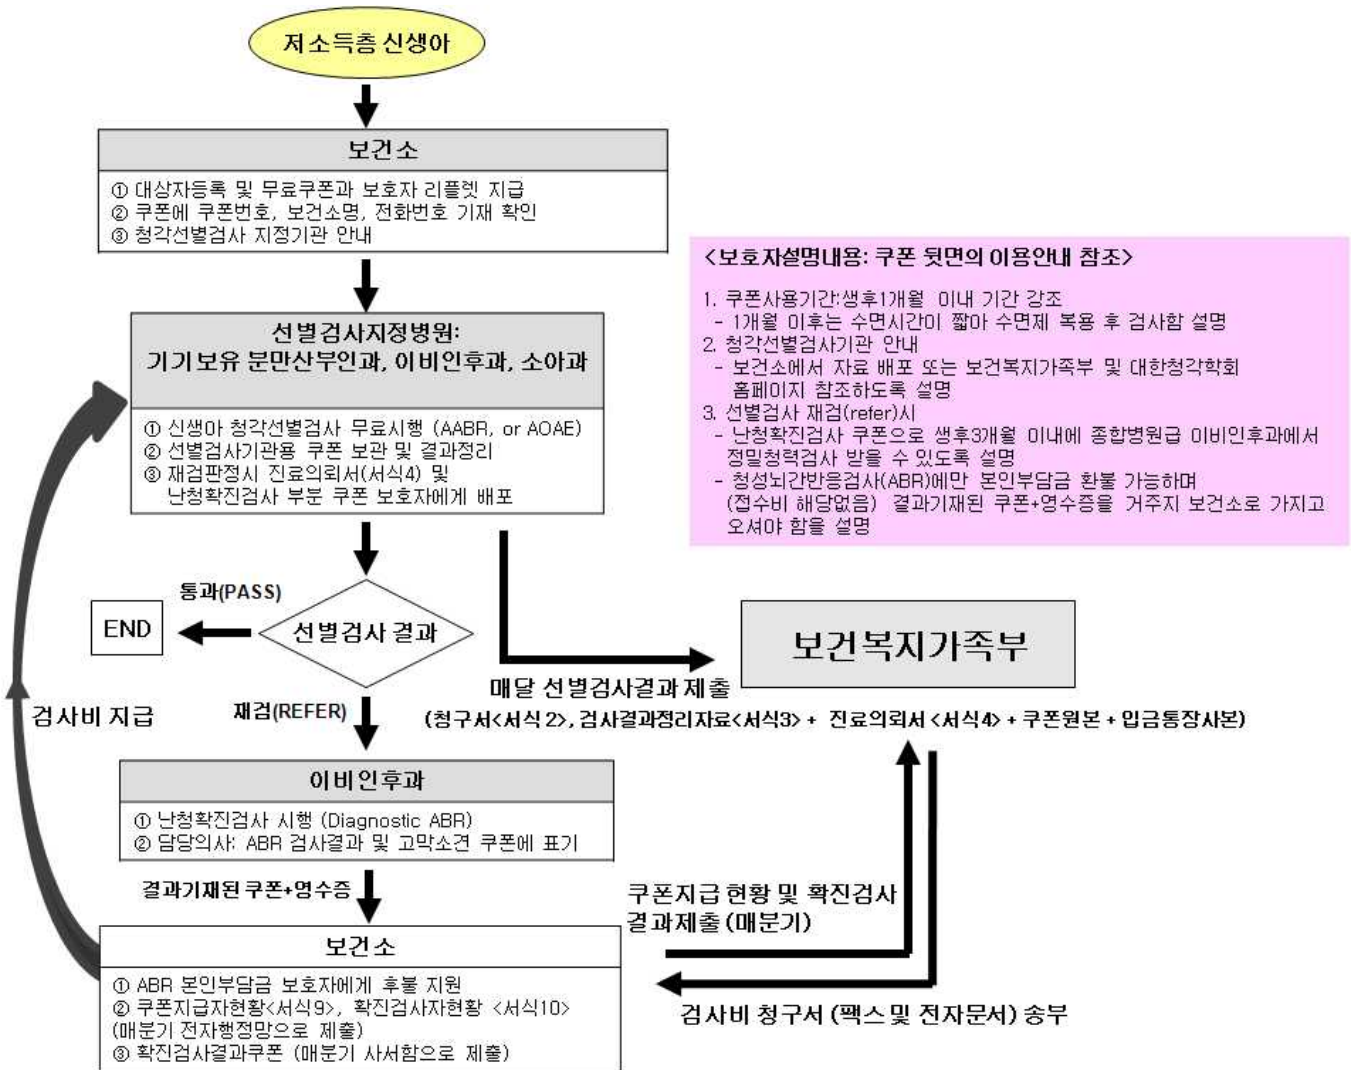 저소득층 신생아
보건소
① 대상자등록 및 무료쿠폰과 보호자 리플렛 지급
② 쿠폰에 쿠폰번호, 보건소명, 전화번호 기재 확인
③ 청각선별검사 지정기관 안내
<보호자설명내용: 쿠폰 뒷면의 이용안내 참조>
1. 쿠폰사용기간:생후1개월 이내 기간 강조
- 1개월 이후는 수면시간이 짧아 수면제 복용 후 검사함 설명
2. 청각선별검사기관 안내
- 보건소에서 자료 배포 또는 보건복지가족부 및 대한청각학회
홈페이지 참조하도록 설명
3. 선별검사 재검(refer)시
- 난청확진검사 쿠폰으로 생후3개월 이내에 종합병원급 이비인후과에서
정밀청력검사 받을 수 있도록 설명
- 청성뇌간반응검사(ABR)에만 본인부담금 환불 가능하며
(접수비 해당없음) 결과기재된 쿠폰+영수증을 거주지 보건소로 가지고
오셔야 함을 설명
선별검사지정병원:
기기보유 분만산부인과, 이비인후과, 소아과
① 신생아 청각선별검사 무료시행 (AABR, or AOAE)
② 선별검사기관용 쿠폰 보관 및 결과정리
③ 재검판정시 진료의뢰서(서식4) 및
난청확진검사 부분 쿠폰 보호자에게 배포
통과(PASS)
END
선별검사 결과
보건복지가족부
매달 선별검사결과 제출
(청구서<서식2>, 검사결과정리자료<서식3> + 진료의뢰서<서식4> + 쿠폰원본 + 입금통장사본)
검사비 지급
재검(REFER)
이비인후과
① 난청확진검사 시행 (Diagnostic ABR)
② 담당의사: ABR 검사결과 및 고막소견 쿠폰에 표기
결과기재된 쿠폰+영수증
쿠폰지급 현황 및 확진검사
결과제출 (매분기)
보건소
① ABR 본인부담금 보호자에게 후불 지원
② 쿠폰지급자현황<서식9>, 확진검사자현황 <서식10>
(매분기 전자행정망으로 제출)
③ 확진검사결과쿠폰 (매분기 사서함으로 제출)
검사비 청구서 (팩스 및 전자문서) 송부